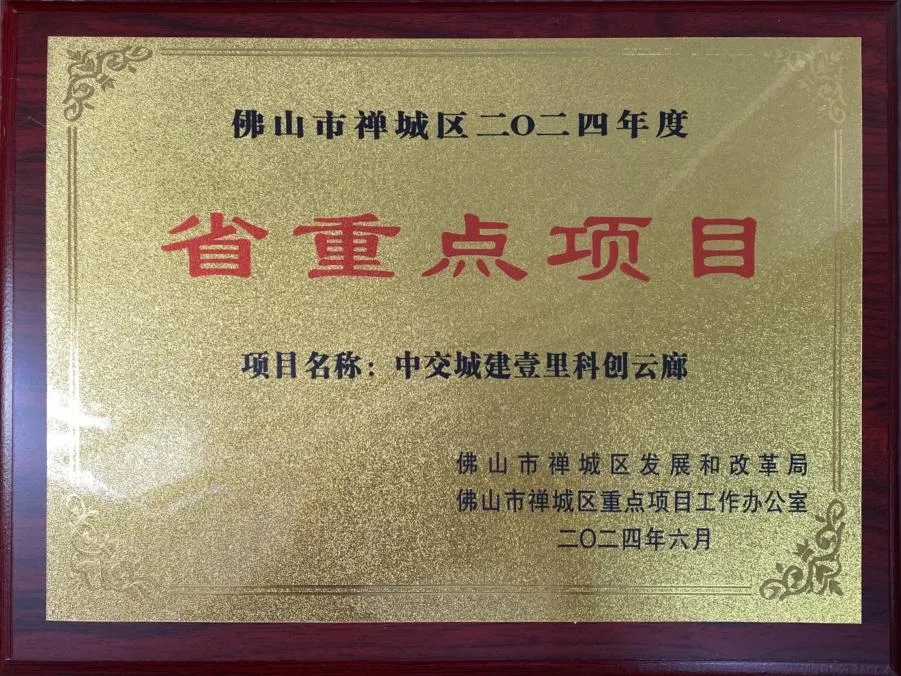 佛山市禅城区二O二四年度
省重点项目
项目名称：中交城建壹里科创云廊
佛山市禅城区发展和改革局
佛山市禅城区重点项目工作办公室
二〇二四年六月